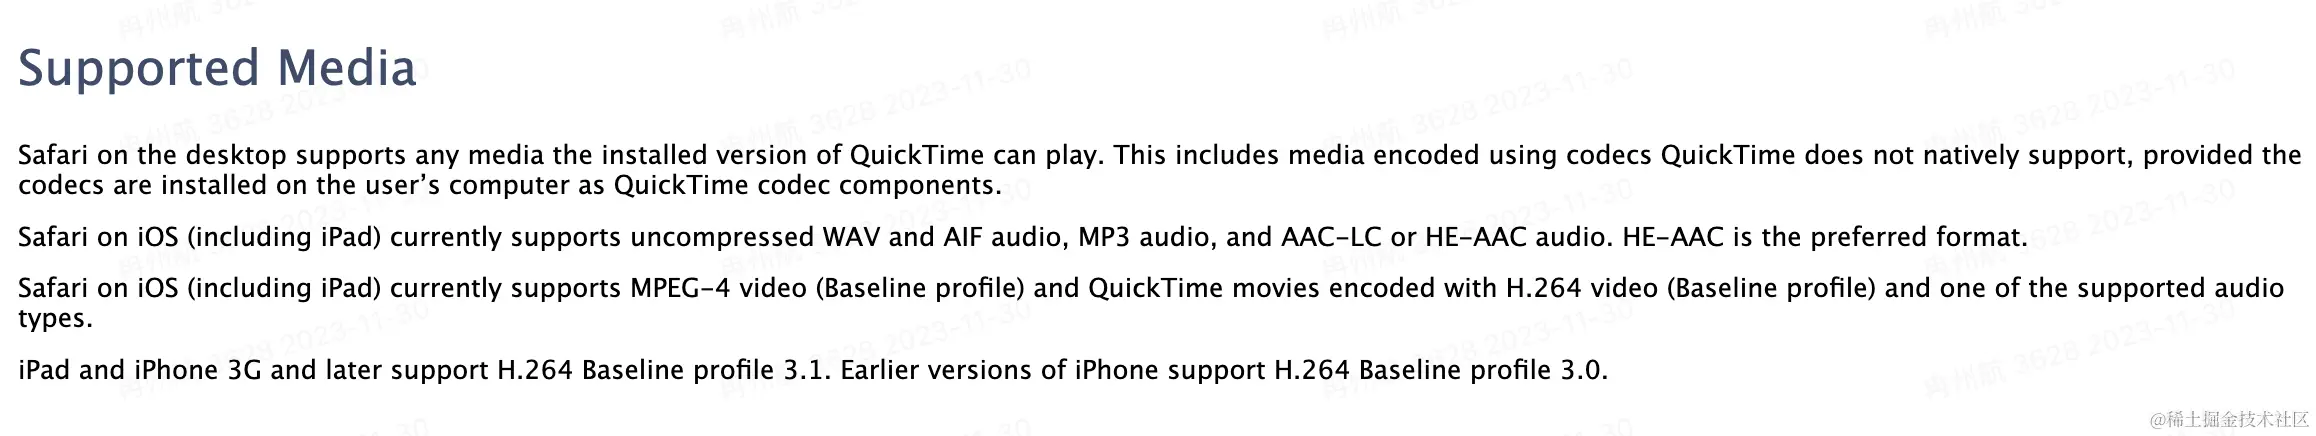 Supported Media
Safari on the desktop supports any media the installed version of QuickTime can play. This includes media encoded using codecs QuickTime does not natively support, provided the
codecs are installed on the user’s computer as QuickTime codec components.
Safari on iOS (including iPad) currently supports uncompressed WAV and AIF audio, MP3 audio, and AAC-LC or HE-AAC audio. HE-AAC is the preferred format.
Safari on iOS (including iPad) currently supports MPEG-4 video (Baseline profile) and QuickTime movies encoded with H.264 video (Baseline profile) and one of the supported audio
types.
iPad and iPhone 3G and later support H.264 Baseline profile 3.1. Earlier versions of iPhone support H.264 Baseline profile 3.0.
@稀土掘金技术社区